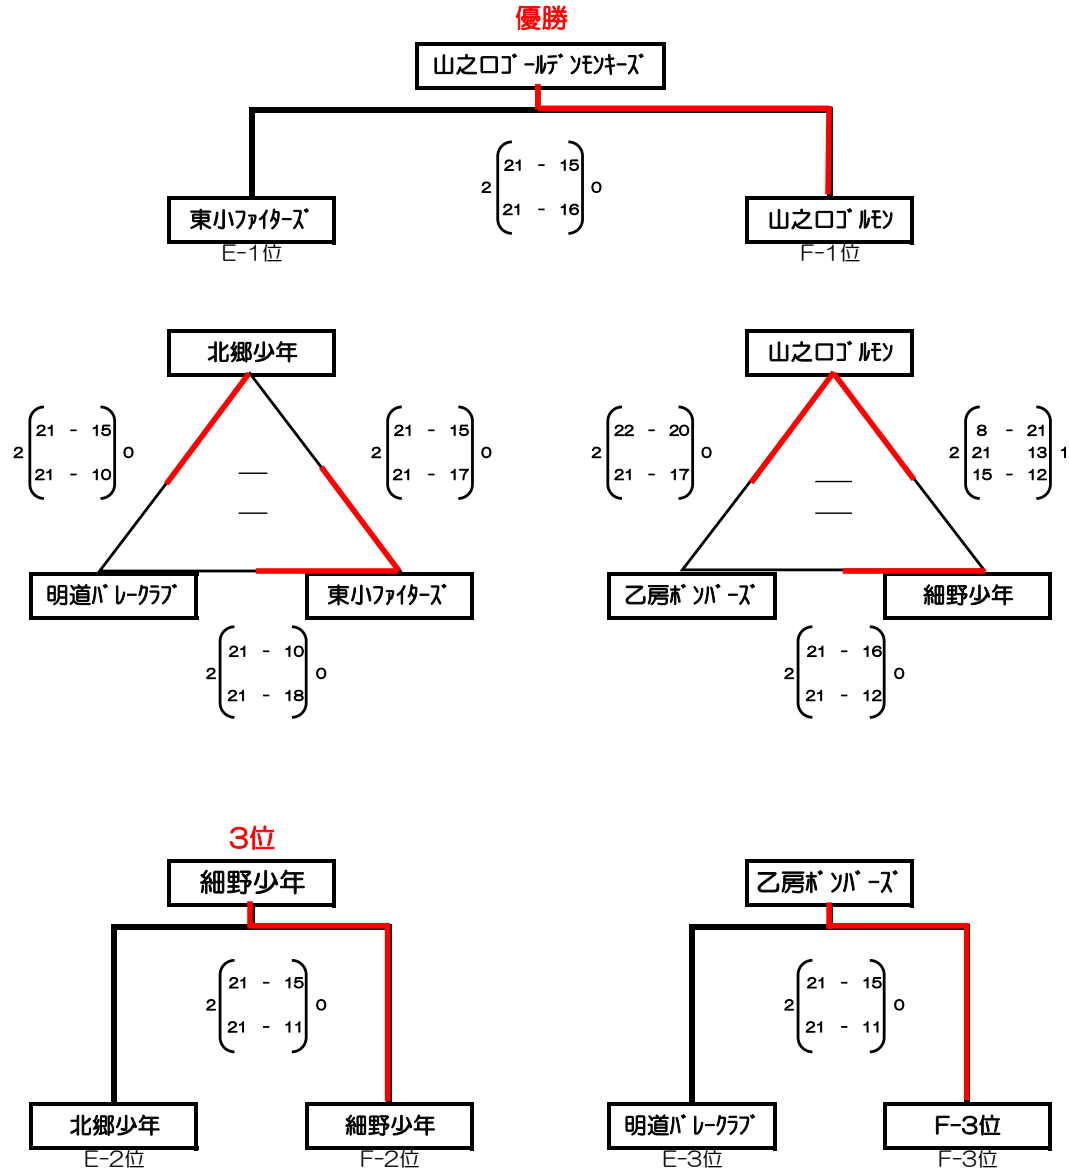 優勝
山之口ｺﾞｰﾙﾃﾞﾝﾓﾝｷｰｽﾞ
21 - 15
2 0
21 - 16
東小ﾌｧｲﾀｰｽﾞ 山之口ｺﾞﾙﾓﾝ
E-1位 F-1位
北郷少年 山之口ｺﾞﾙﾓﾝ
21 - 15 21 - 15 22 - 20 8 - 21
2 0 2 0 2 0 2 21 13 1
21 - 10 21 - 17 21 - 17 15 - 12
明道ﾊﾞﾚｰｸﾗﾌﾞ 東小ﾌｧｲﾀｰｽﾞ 乙房ﾎﾞﾝﾊﾞｰｽﾞ 細野少年
21 - 10 21 - 16
2 0 2 0
21 - 18 21 - 12
3位
細野少年 乙房ﾎﾞﾝﾊﾞｰｽﾞ
21 - 15 21 - 15
2 0 2 0
21 - 11 21 - 11
北郷少年 細野少年 明道ﾊﾞﾚｰｸﾗﾌﾞ F-3位
E-2位 F-2位 E-3位 F-3位